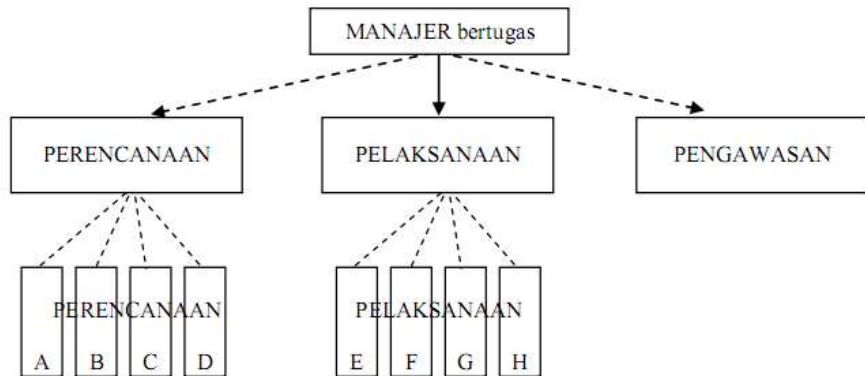 MANAJER bertugas
PERENCANAAN
PELAKSANAAN
PENGAWASAN
PERENCANAAN
PELAKSANAAN
A B C D
E F G H